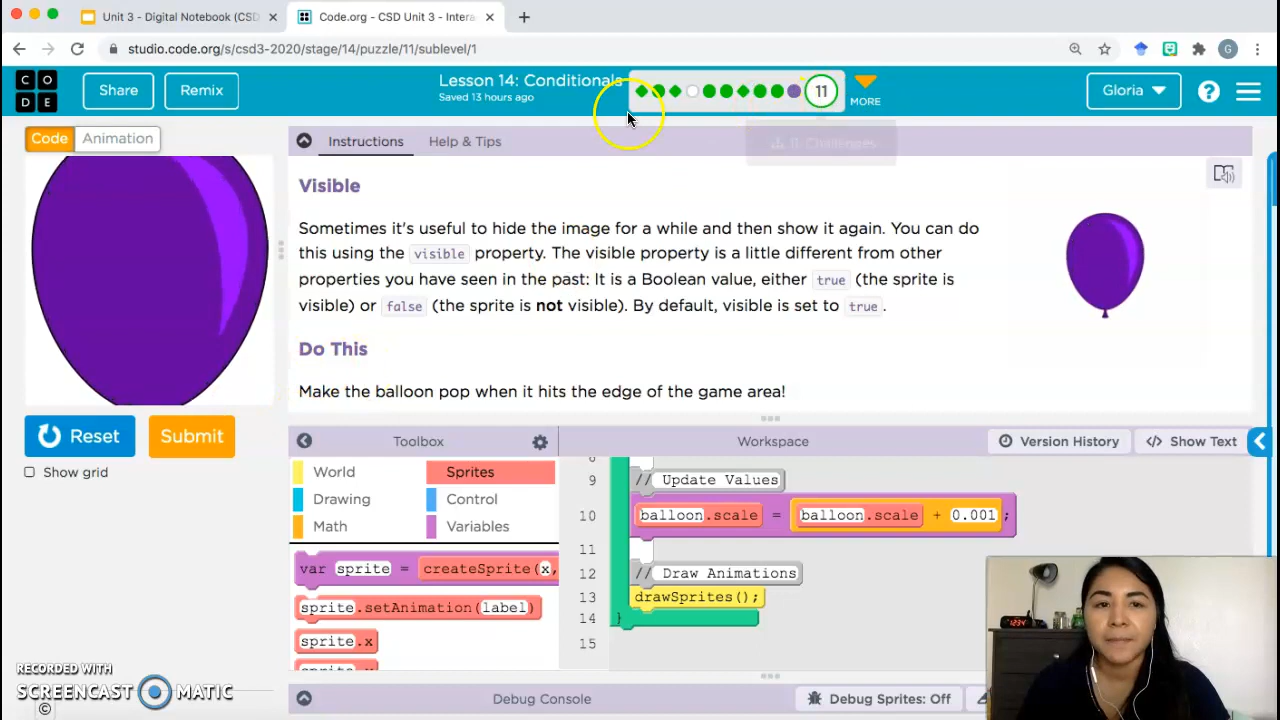 Unit 3 - Digital Notebook (CSD
Code.org - CSD Unit 3 - Intera
studio.code.org/s/csd3-2020/stage/14/puzzle/11/sublevel/1
G
C O
D E
Share
Remix
Lesson 14: Conditionals
Saved 13 hours ago
11
MORE
Gloria
?
11. Challenges
Code
Animation
Instructions
Help & Tips
Visible
Sometimes it's useful to hide the image for a while and then show it again. You can do
this using the visible property. The visible property is a little different from other
properties you have seen in the past: It is a Boolean value, either true (the sprite is
visible) or false (the sprite is not visible). By default, visible is set to true.
Do This
Make the balloon pop when it hits the edge of the game area!
Reset
Submit
Show grid
Toolbox
Workspace
Version History
</> Show Text
World
Sprites
Drawing
Control
Math
Variables
var sprite = createSprite(x,
sprite.setAnimation(label)
sprite.x
8
9 // Update Values
10 balloon.scale = balloon.scale + 0.001;
11
12 // Draw Animations
13 drawSprites();
14 }
15
Debug Console
Debug Sprites: Off
RECORDED WITH
SCREENCAST MATIC
©